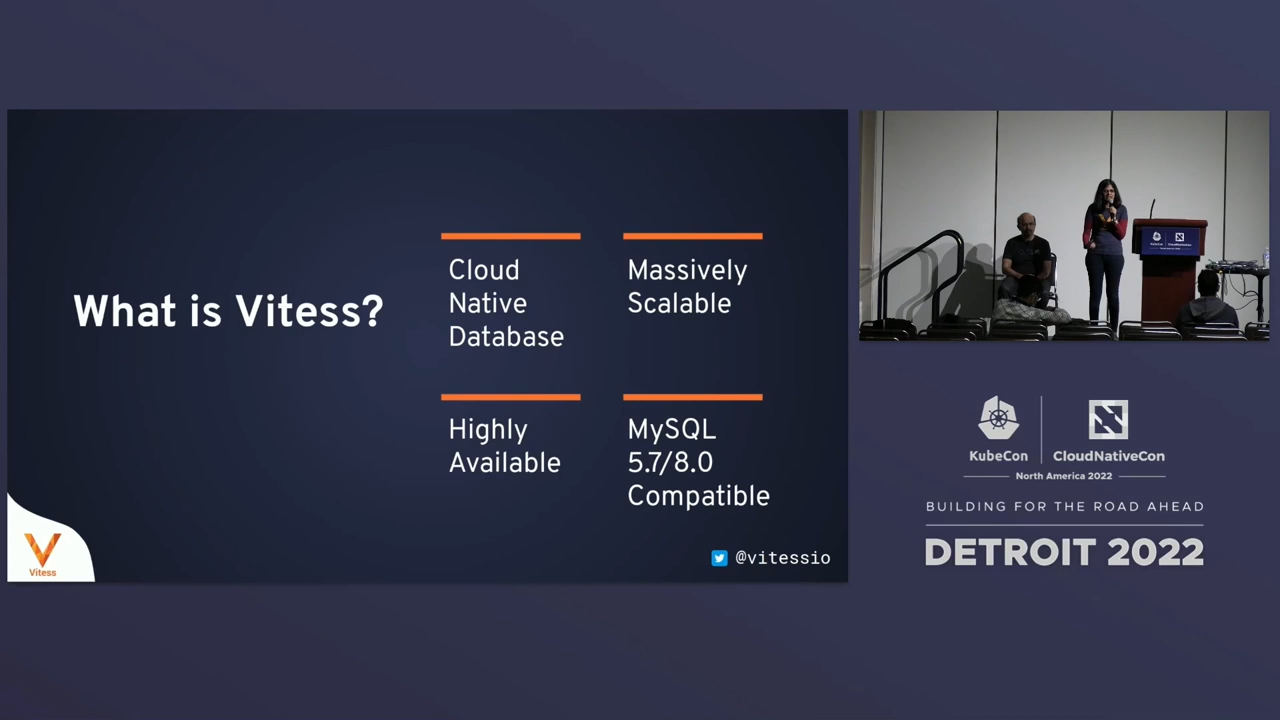 What is Vitess?
Cloud
Native
Database
Massively
Scalable
Highly
Available
MySQL
5.7/8.0
Compatible
Vitess
@vitessio
KubeCon
CloudNativeCon
North America 2022
BUILDING FOR THE ROAD AHEAD
DETROIT 2022